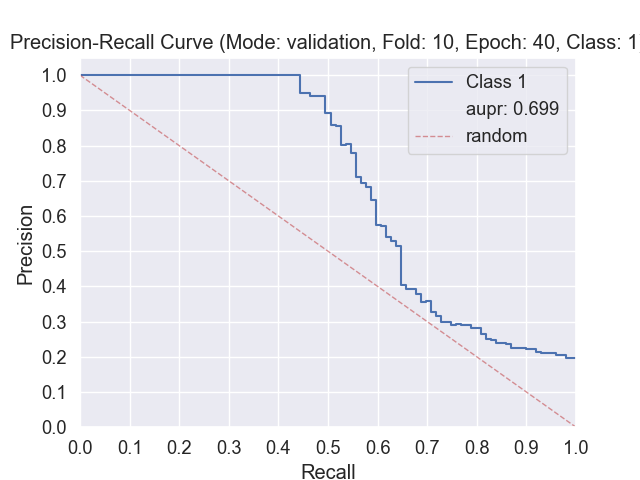 Precision-Recall Curve (Mode: validation, Fold: 10, Epoch: 40, Class: 1
Class 1
aupr: 0.699
random
Precision
1.0
0.9
0.8
0.7
0.6
0.5
0.4
0.3
0.2
0.1
0.0
0.0 0.1 0.2 0.3 0.4 0.5 0.6 0.7 0.8 0.9 1.0
Recall